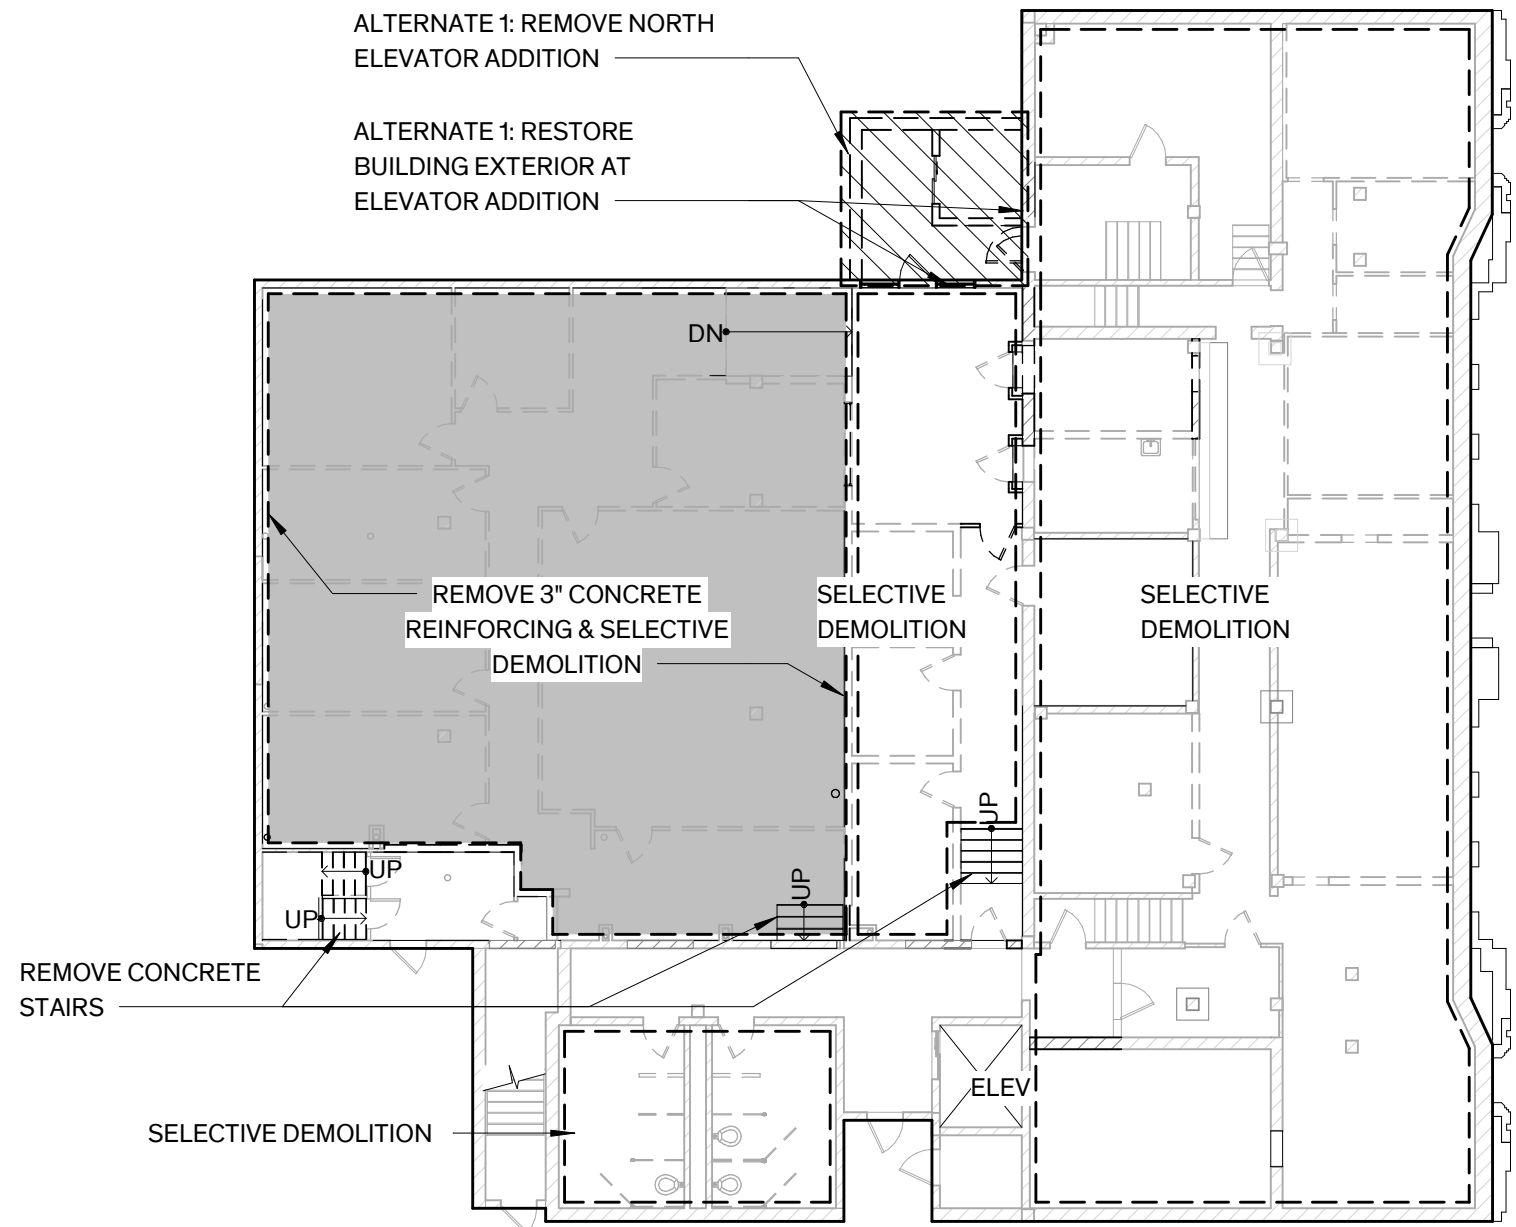 ALTERNATE 1: REMOVE NORTH
ELEVATOR ADDITION
ALTERNATE 1: RESTORE
BUILDING EXTERIOR AT
ELEVATOR ADDITION
DN
REMOVE 3" CONCRETE
REINFORCING & SELECTIVE
DEMOLITION
SELECTIVE
DEMOLITION
SELECTIVE
DEMOLITION
UP
UP
UP
UP
REMOVE CONCRETE
STAIRS
ELEV
SELECTIVE DEMOLITION